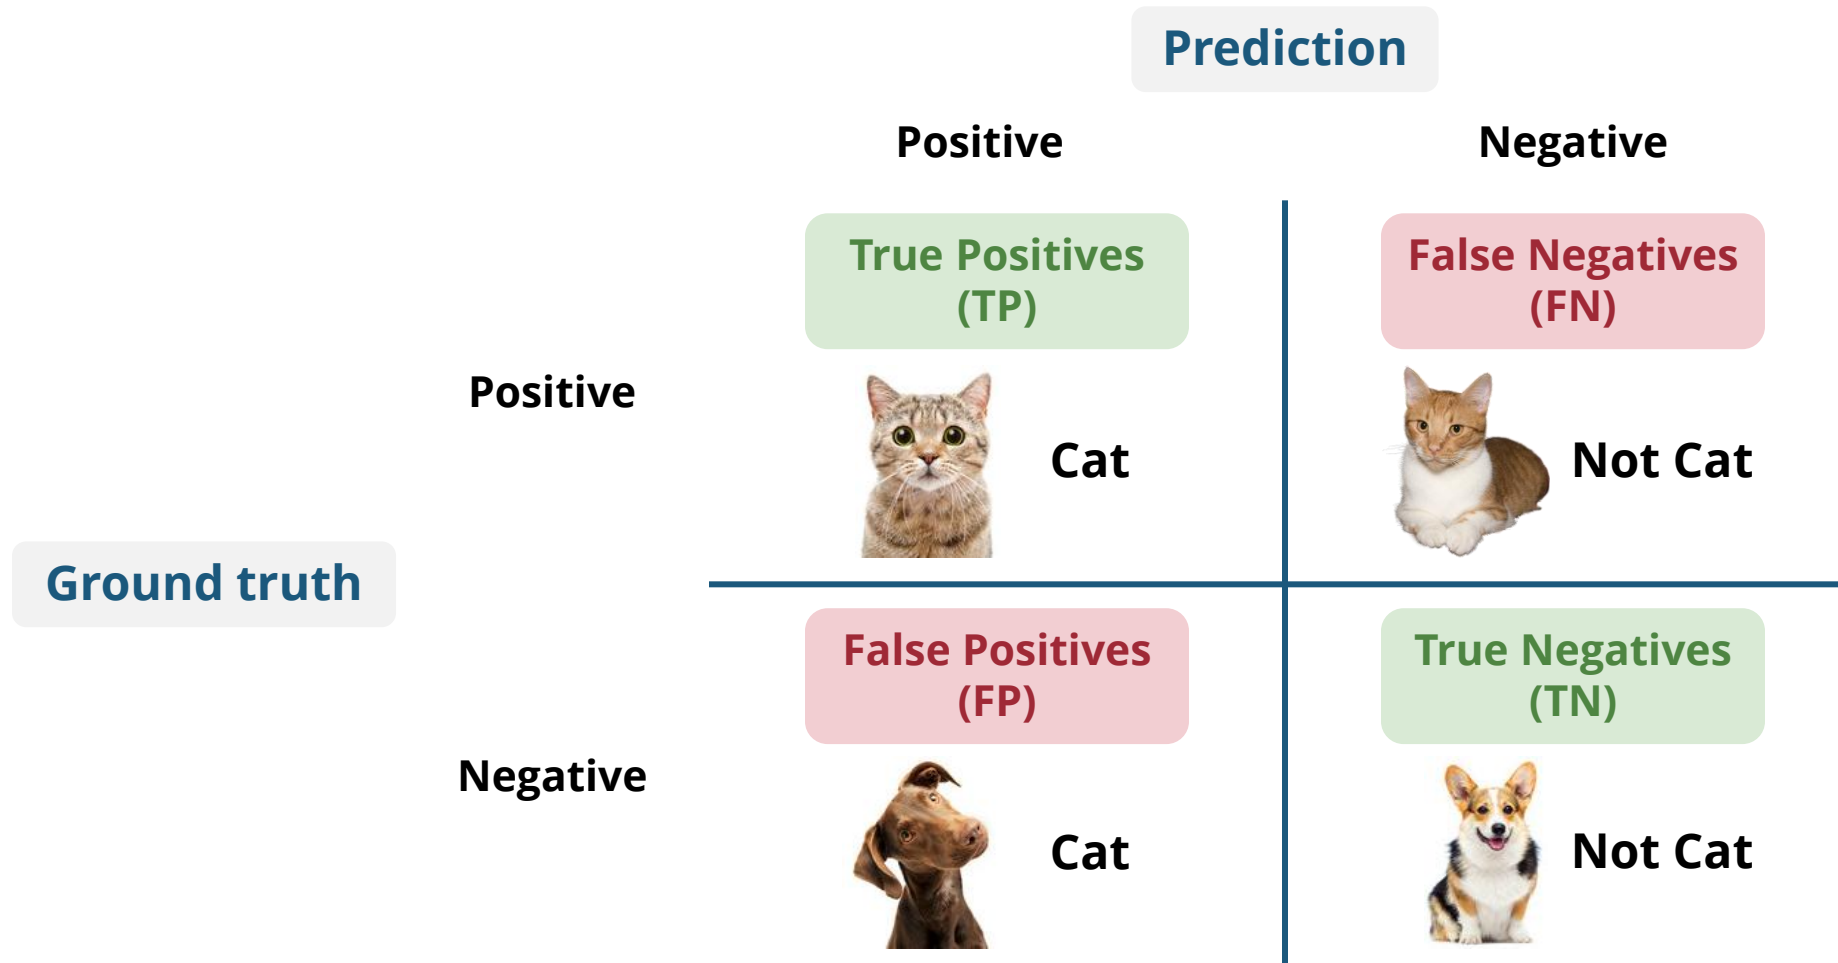 Prediction
Positive
Negative
True Positives
(TP)
False Negatives
(FN)
Positive
Cat
Not Cat
Ground truth
False Positives
(FP)
True Negatives
(TN)
Negative
Cat
Not Cat